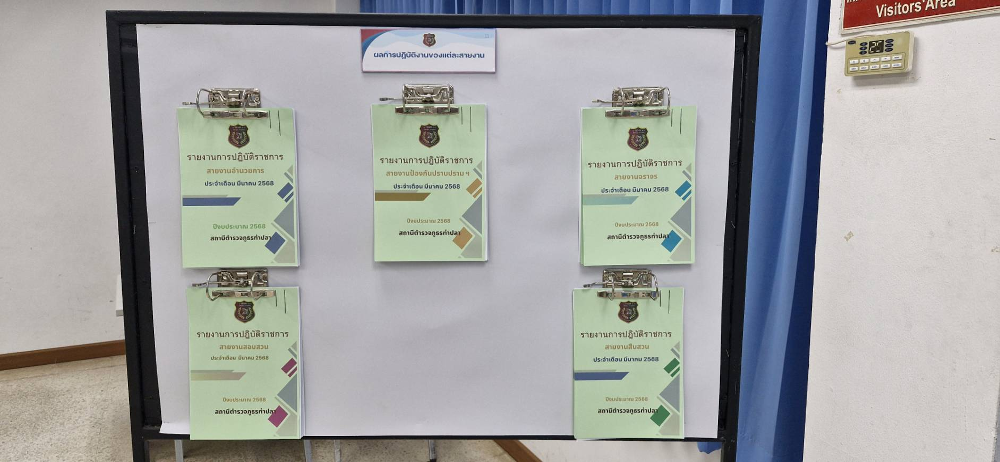 Visitors' Area
25
ผลการปฏิบัติงานของแต่ละสายงาน
รายงานการปฏิบัติราชการ
สายงานอำนวยการ
ประจำเดือน มีนาคม 2568
ปีงบประมาณ 2568
สถานีตำรวจภูธรท่าปลา
รายงานการปฏิบัติราชการ
สายงานป้องกันปราบปราม ฯ
ประจำเดือน มีนาคม 2568
ปีงบประมาณ 2568
สถานีตำรวจภูธรท่าปลา
รายงานการปฏิบัติราชการ
สายงานจราจร
ประจำเดือน มีนาคม 2568
ปีงบประมาณ 2568
สถานีตำรวจภูธรท่าปลา
รายงานการปฏิบัติราชการ
สายงานสอบสวน
ประจำเดือน มีนาคม 2568
ปีงบประมาณ 2568
สถานีตำรวจภูธรท่าปลา
รายงานการปฏิบัติราชการ
สายงานสืบสวน
ประจำเดือน มีนาคม 2568
ปีงบประมาณ 2568
สถานีตำรวจภูธรท่าปลา